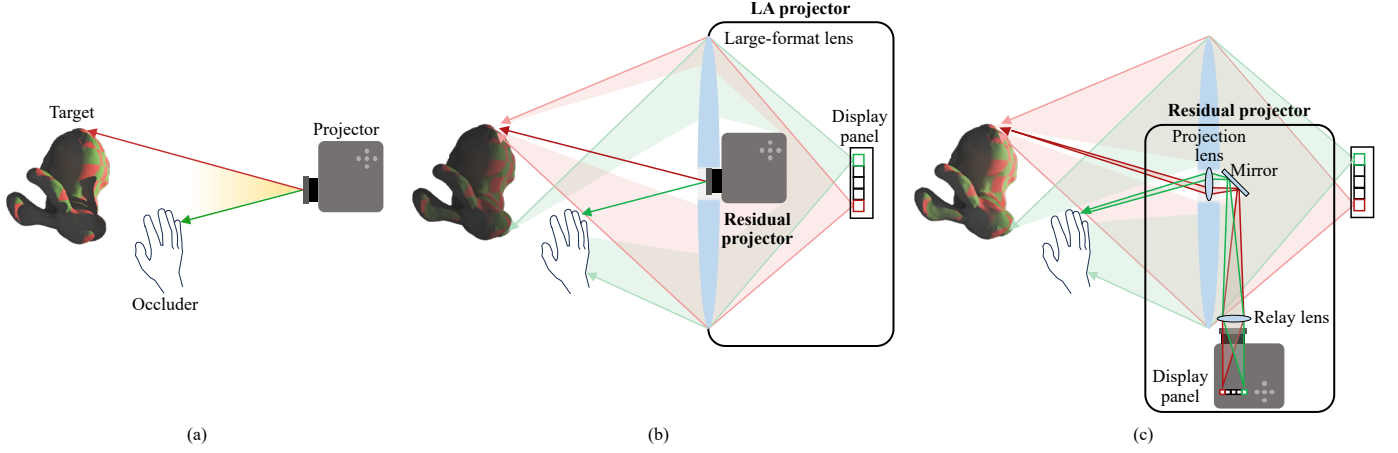 Target
Projector
Occluder
(a)
LA projector
Large-format lens
Display
panel
Residual
projector
(b)
Residual projector
Projection
lens
Mirror
Relay lens
Display
panel
(c)